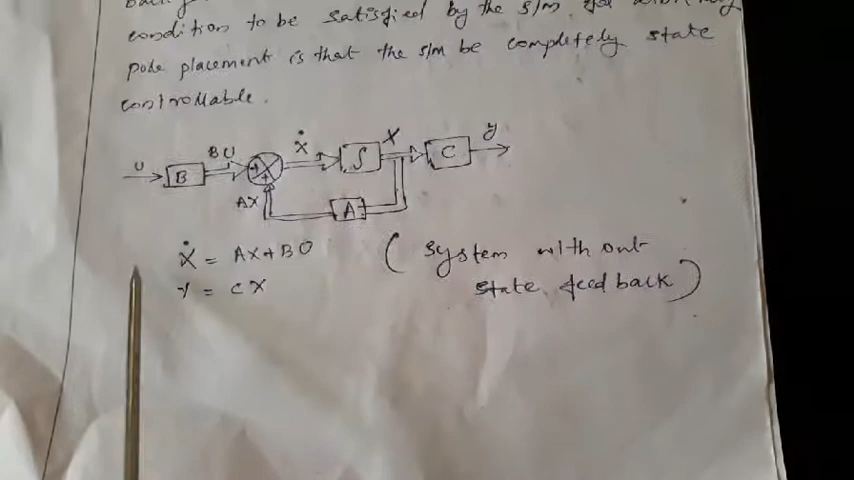 condition to be satisfied by the s/m for
pole placement is that the s/m be completely state
controllable.
U B BU + + Ẋ ∫ X C y
AX A
Ẋ = AX+BU ( system with out
Y = CX state feed back )